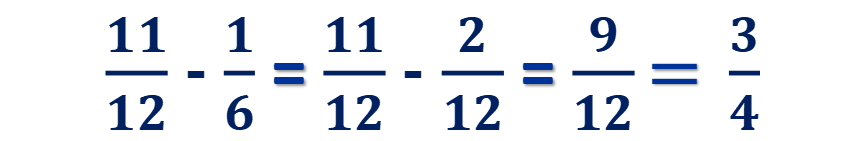 11/12 - 1/6 = 11/12 - 2/12 = 9/12 = 3/4